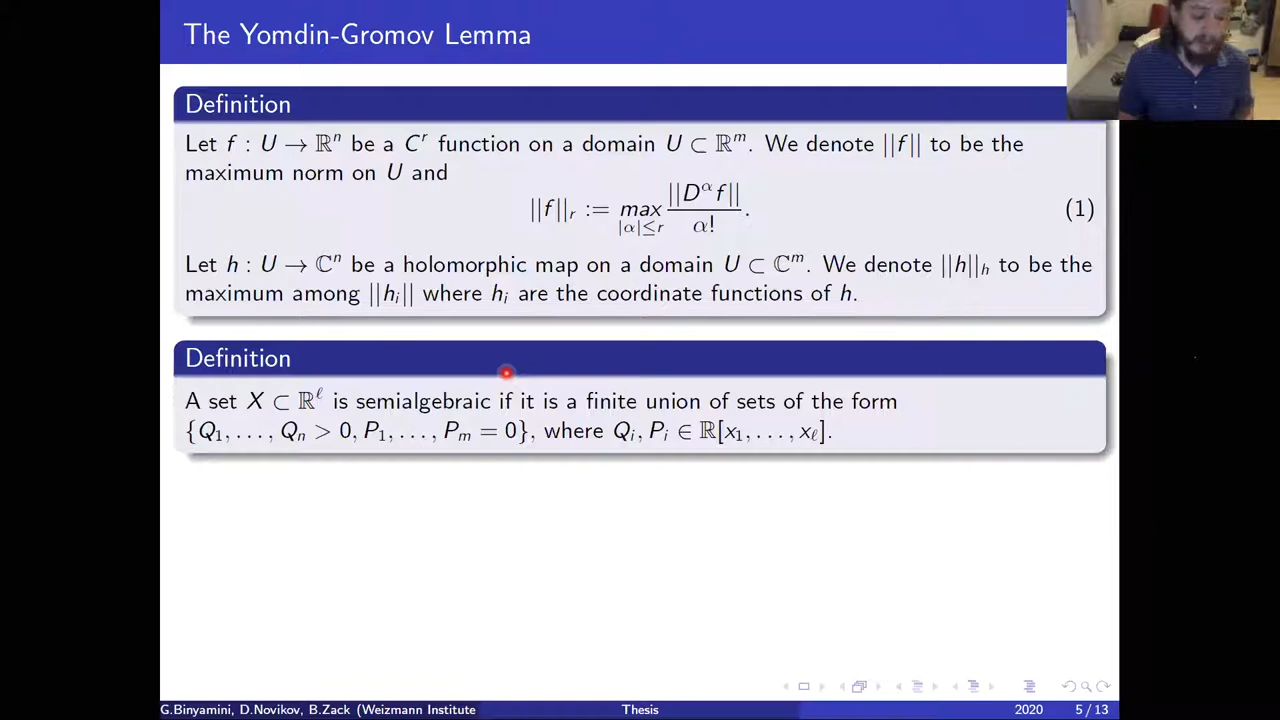 The Yomdin-Gromov Lemma
Definition
Let f : U → ℝⁿ be a Cʳ function on a domain U ⊂ ℝᵐ. We denote ||f|| to be the
maximum norm on U and
||f||ᵣ := max_{|α|≤r} ||Dᵅf|| / α! . (1)
Let h : U → ℂⁿ be a holomorphic map on a domain U ⊂ ℂᵐ. We denote ||h||ₕ to be the
maximum among ||hᵢ|| where hᵢ are the coordinate functions of h.
Definition
A set X ⊂ ℝ^ℓ is semialgebraic if it is a finite union of sets of the form
{Q₁, . . . , Qₙ > 0, P₁, . . . , Pₘ = 0}, where Qᵢ, Pᵢ ∈ ℝ[x₁, . . . , x_ℓ].
G.Binyamini, D.Novikov, B.Zack (Weizmann Institute
Thesis
2020
5 / 13